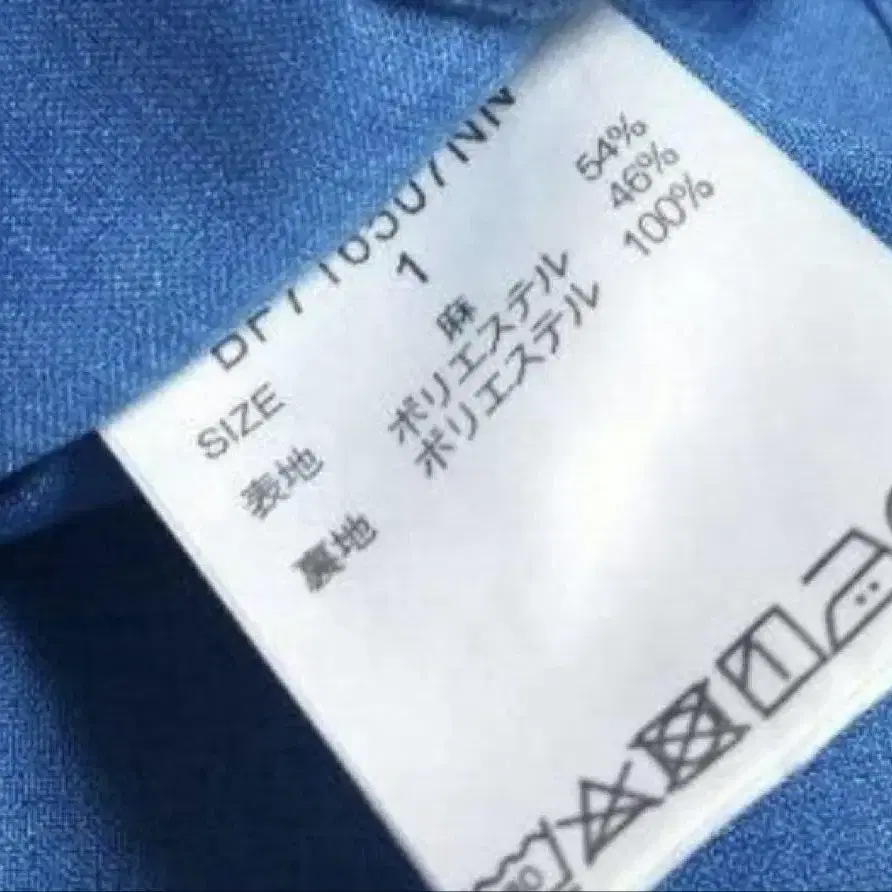 SIZE 1
表地 麻 54%
ポリエステル 46%
裏地 ポリエステル 100%